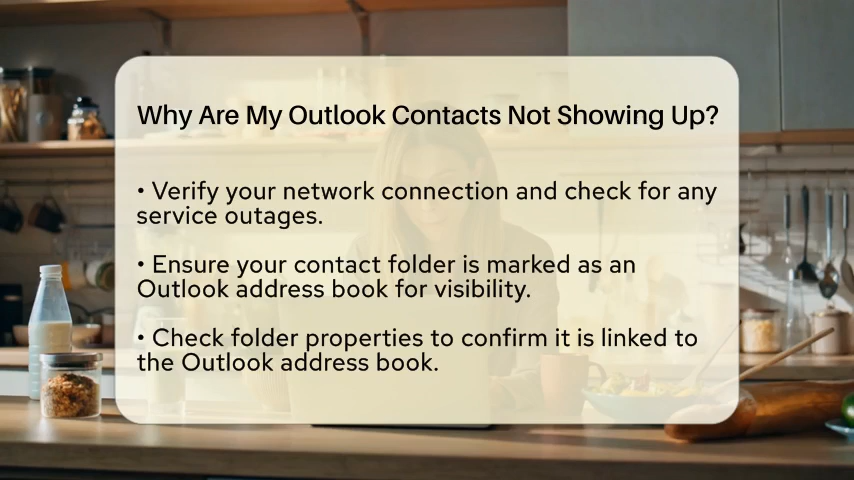 Why Are My Outlook Contacts Not Showing Up?
• Verify your network connection and check for any
service outages.
• Ensure your contact folder is marked as an
Outlook address book for visibility.
• Check folder properties to confirm it is linked to
the Outlook address book.